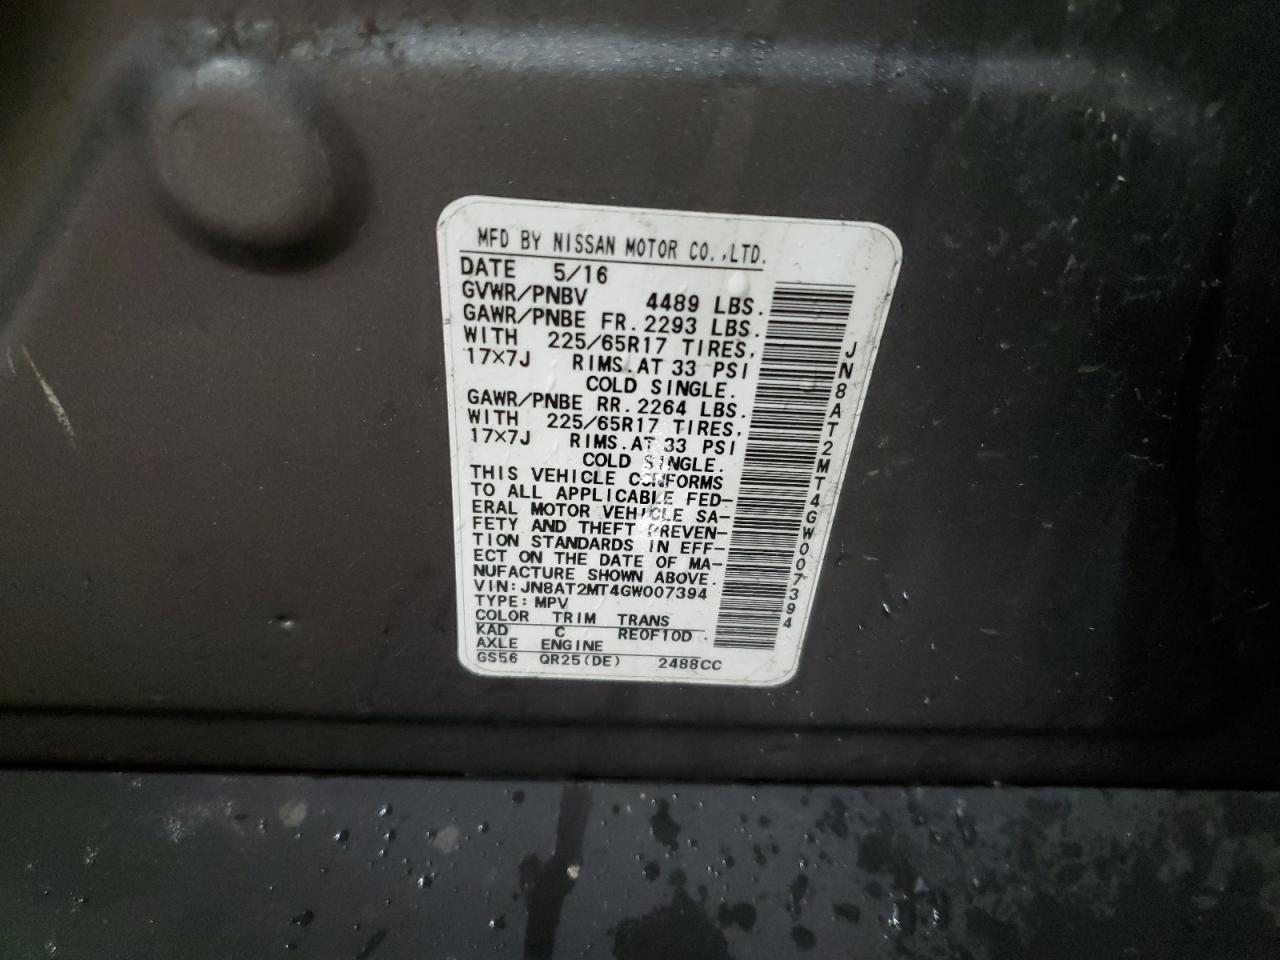 MFD BY NISSAN MOTOR CO.,LTD.
DATE 5/16
GVWR/PNBV 4489 LBS.
GAWR/PNBE FR. 2293 LBS.
WITH 225/65R17 TIRES,
17×7J RIMS.AT 33 PSI
COLD SINGLE.
GAWR/PNBE RR. 2264 LBS.
WITH 225/65R17 TIRES,
17×7J RIMS.AT 33 PSI
COLD SINGLE.
THIS VEHICLE CONFORMS
TO ALL APPLICABLE FED-
ERAL MOTOR VEHICLE SA-
FETY AND THEFT PREVEN-
TION STANDARDS IN EFF-
ECT ON THE DATE OF MA-
NUFACTURE SHOWN ABOVE.
VIN:JN8AT2MT4GW007394
TYPE:MPV
COLOR TRIM TRANS
KAD C RE0F10D
AXLE ENGINE
GS56 QR25(DE) 2488CC
JN8AT2MT4GW007394